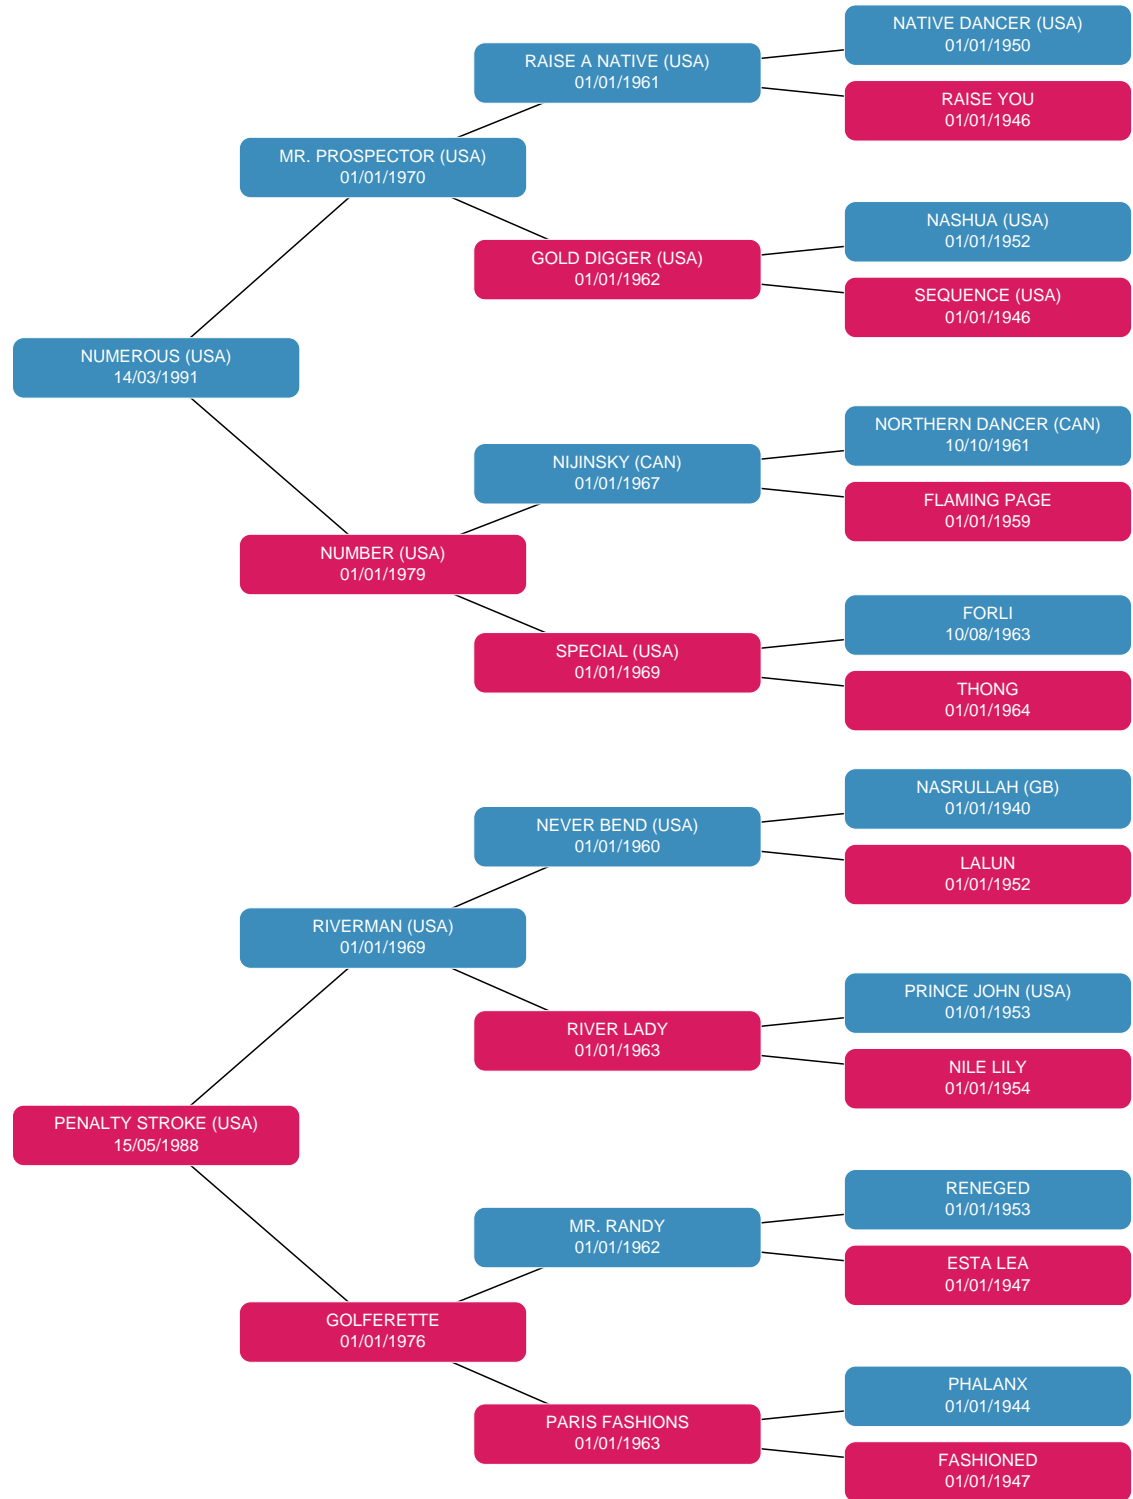 NATIVE DANCER (USA)
01/01/1950
RAISE A NATIVE (USA)
01/01/1961
RAISE YOU
01/01/1946
MR. PROSPECTOR (USA)
01/01/1970
NASHUA (USA)
01/01/1952
GOLD DIGGER (USA)
01/01/1962
SEQUENCE (USA)
01/01/1946
NUMEROUS (USA)
14/03/1991
NORTHERN DANCER (CAN)
10/10/1961
NIJINSKY (CAN)
01/01/1967
FLAMING PAGE
01/01/1959
NUMBER (USA)
01/01/1979
FORLI
10/08/1963
SPECIAL (USA)
01/01/1969
THONG
01/01/1964
NASRULLAH (GB)
01/01/1940
NEVER BEND (USA)
01/01/1960
LALUN
01/01/1952
RIVERMAN (USA)
01/01/1969
PRINCE JOHN (USA)
01/01/1953
RIVER LADY
01/01/1963
NILE LILY
01/01/1954
PENALTY STROKE (USA)
15/05/1988
RENEGED
01/01/1953
MR. RANDY
01/01/1962
ESTA LEA
01/01/1947
GOLFERETTE
01/01/1976
PHALANX
01/01/1944
PARIS FASHIONS
01/01/1963
FASHIONED
01/01/1947